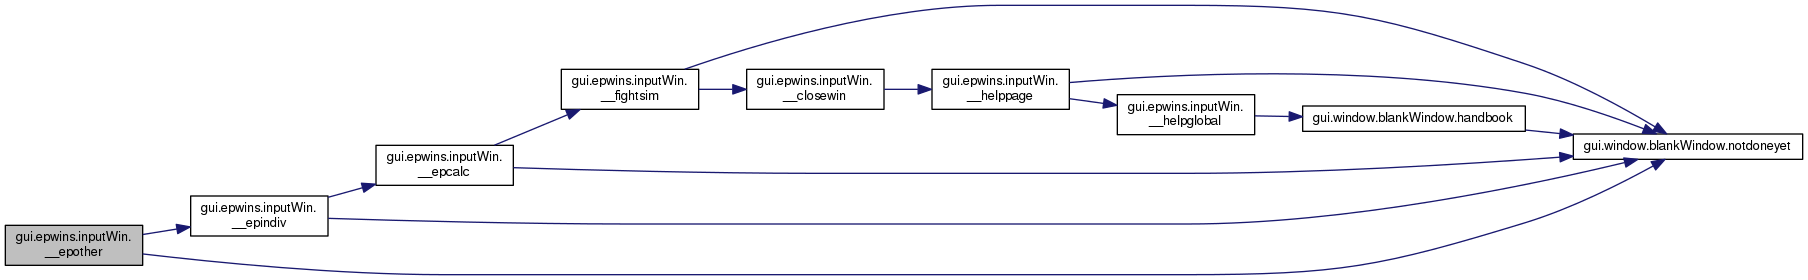 gui.epwins.inputWin.
__epother
gui.epwins.inputWin.
__epindiv
gui.epwins.inputWin.
__epcalc
gui.epwins.inputWin.
__fightsim
gui.epwins.inputWin.
__closewin
gui.epwins.inputWin.
__helppage
gui.epwins.inputWin.
__helpglobal
gui.window.blankWindow.handbook
gui.window.blankWindow.notdoneyet